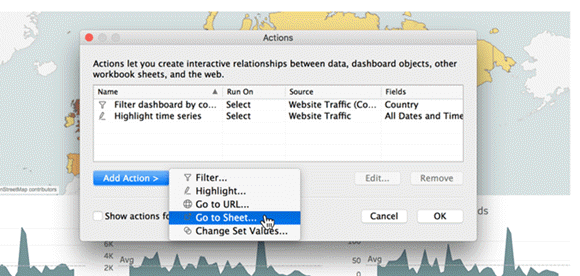 Actions
Actions let you create interactive relationships between data, dashboard objects, other
workbook sheets, and the web.
Name Run On Source Fields
Filter dashboard by co... Select Website Traffic (Co... Country
Highlight time series Select Website Traffic All Dates and Time
nStreetMap contributors
Add Action > Edit... Remove
Filter...
Highlight...
Go to URL...
Go to Sheet...
Change Set Values...
Show actions fo Cancel OK
ds
6K
4K
2K
Avg
Avg
100
50
Avg